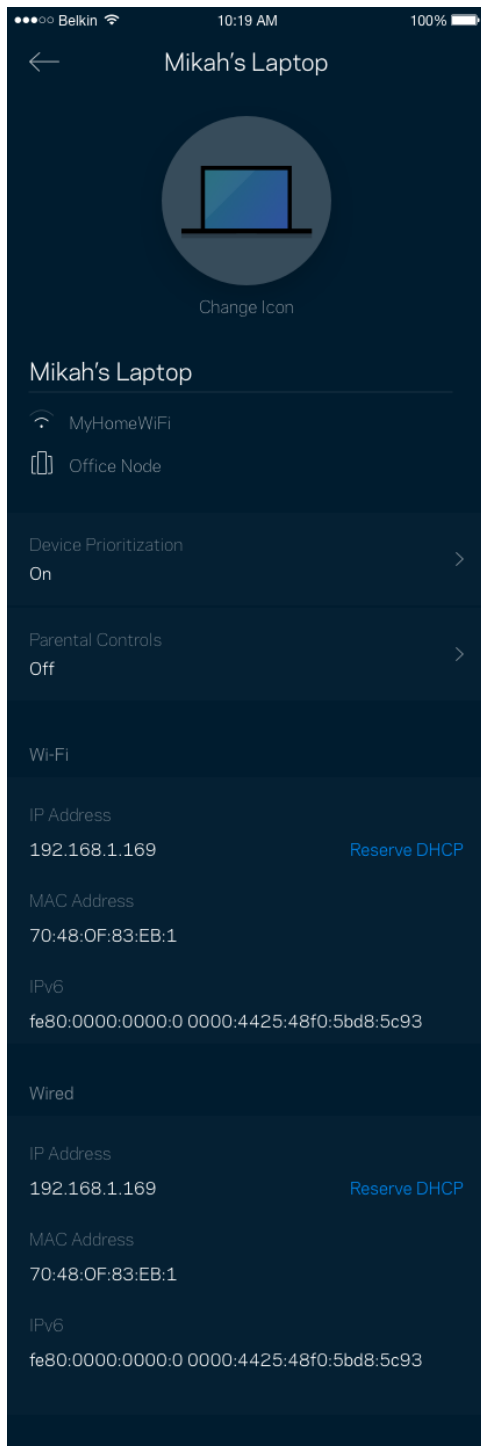 Belkin 10:19 AM 100%
Mikah's Laptop
Change Icon
Mikah's Laptop
MyHomeWiFi
Office Node
Device Prioritization
On
Parental Controls
Off
Wi-Fi
IP Address
192.168.1.169 Reserve DHCP
MAC Address
70:48:0F:83:EB:1
IPv6
fe80:0000:0000:0 0000:4425:48f0:5bd8:5c93
Wired
IP Address
192.168.1.169 Reserve DHCP
MAC Address
70:48:0F:83:EB:1
IPv6
fe80:0000:0000:0 0000:4425:48f0:5bd8:5c93